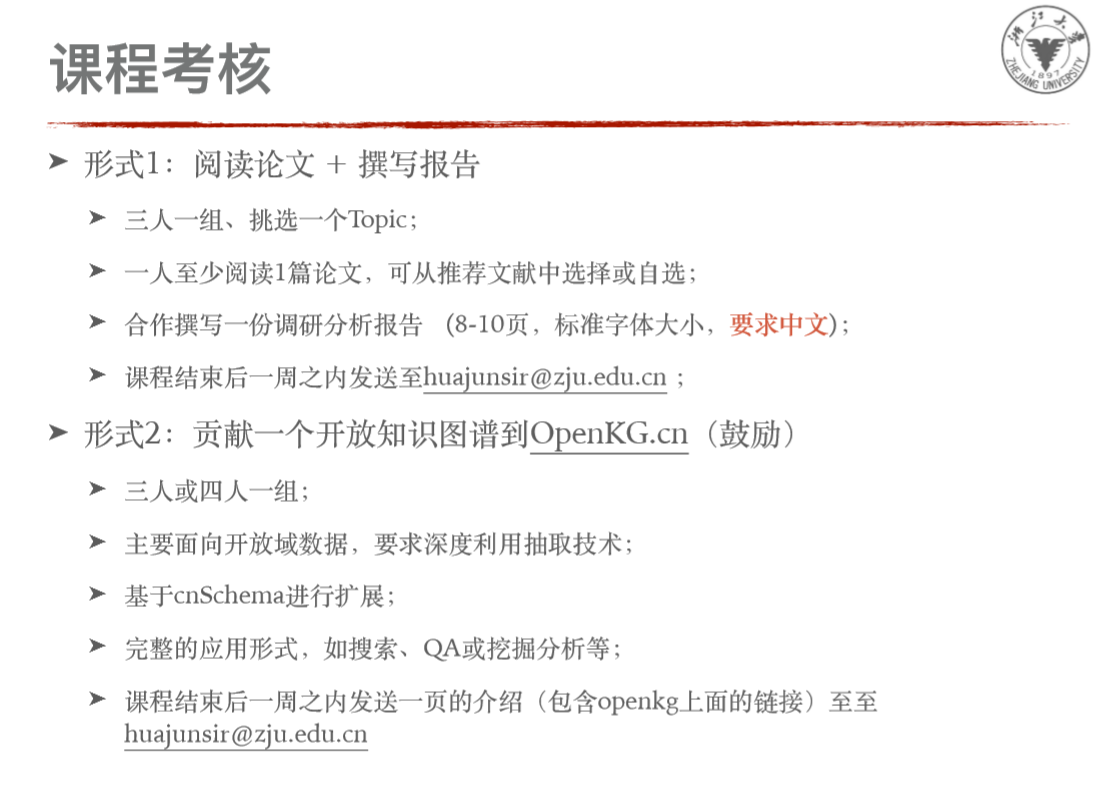 课程考核
浙江大学
ZHEJIANG UNIVERSITY
1897
➤ 形式1：阅读论文 + 撰写报告
➤ 三人一组、挑选一个Topic；
➤ 一人至少阅读1篇论文，可从推荐文献中选择或自选；
➤ 合作撰写一份调研分析报告 （8-10页，标准字体大小，要求中文）；
➤ 课程结束后一周之内发送至huajunsir@zju.edu.cn ；
➤ 形式2：贡献一个开放知识图谱到OpenKG.cn（鼓励）
➤ 三人或四人一组；
➤ 主要面向开放域数据，要求深度利用抽取技术；
➤ 基于cnSchema进行扩展；
➤ 完整的应用形式，如搜索、QA或挖掘分析等；
➤ 课程结束后一周之内发送一页的介绍（包含openkg上面的链接）至至
huajunsir@zju.edu.cn